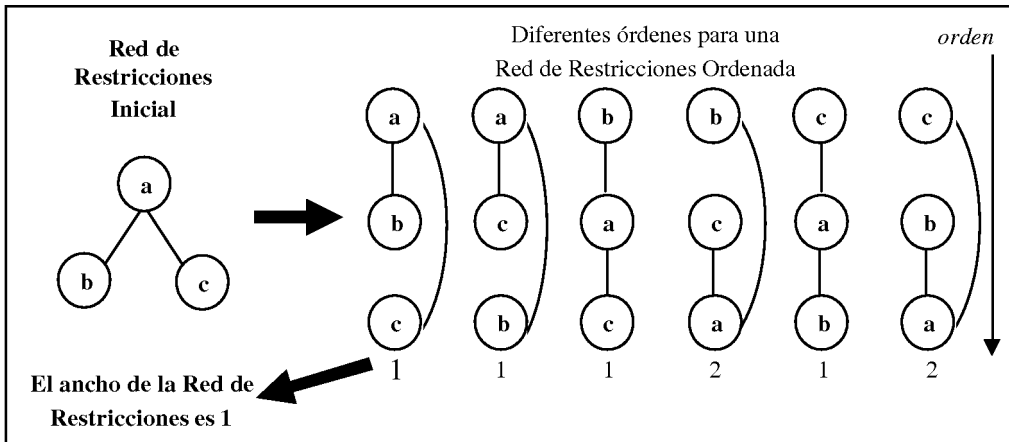 Red de
Restricciones
Inicial
a
b
c
Diferentes órdenes para una
Red de Restricciones Ordenada
orden
a
a
b
b
c
c
b
c
a
c
a
b
c
b
c
a
b
a
1
1
1
2
1
2
El ancho de la Red de
Restricciones es 1